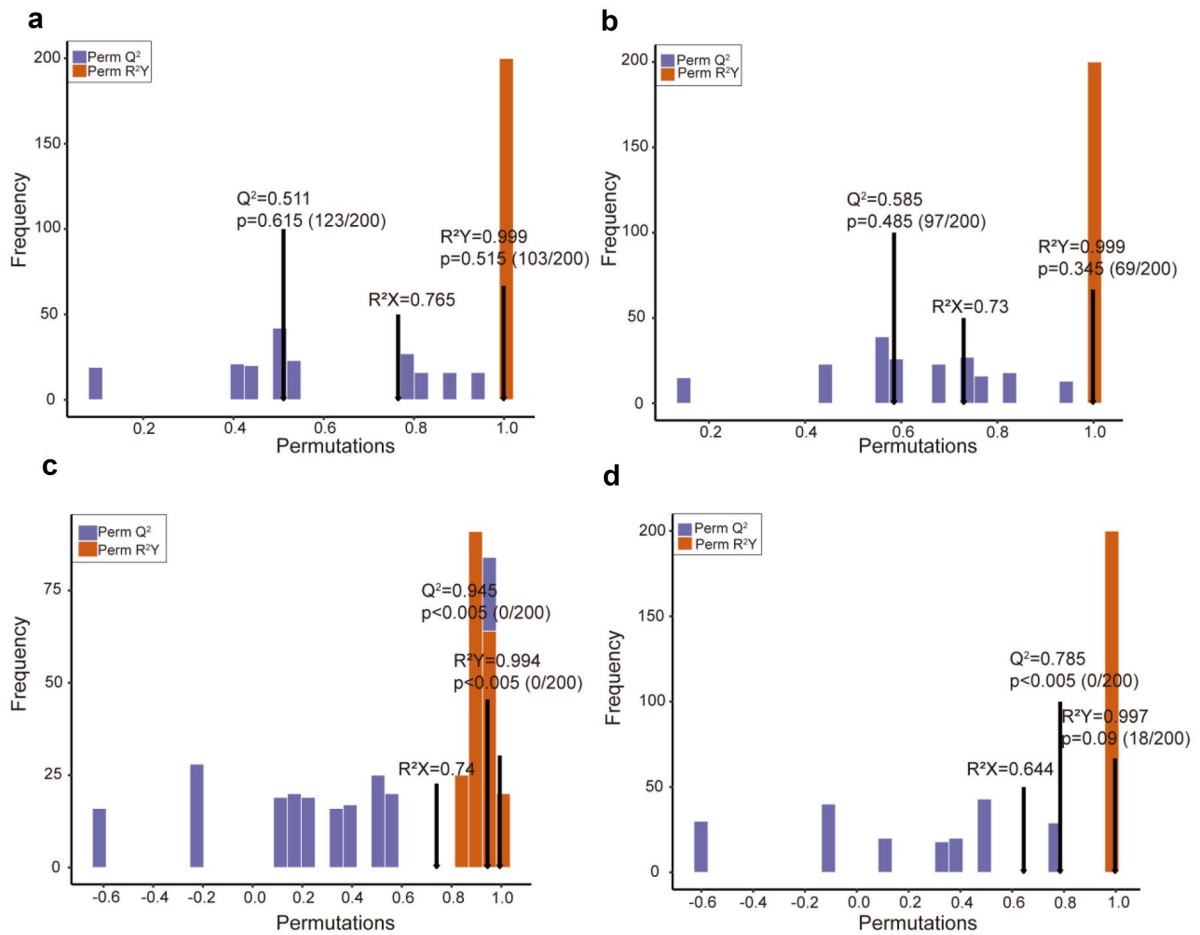 a
Perm Q²
Perm R²Y
Frequency
200
150
100
50
0
Q²=0.511
p=0.615 (123/200)
R²X=0.765
R²Y=0.999
p=0.515 (103/200)
0.2
0.4
0.6
0.8
1.0
Permutations
b
Perm Q²
Perm R²Y
Frequency
200
150
100
50
0
Q²=0.585
p=0.485 (97/200)
R²X=0.73
R²Y=0.999
p=0.345 (69/200)
0.2
0.4
0.6
0.8
1.0
Permutations
c
Perm Q²
Perm R²Y
Frequency
75
50
25
0
Q²=0.945
p<0.005 (0/200)
R²Y=0.994
p<0.005 (0/200)
R²X=0.74
-0.6
-0.4
-0.2
0.0
0.2
0.4
0.6
0.8
1.0
Permutations
d
Perm Q²
Perm R²Y
Frequency
200
150
100
50
0
Q²=0.785
p<0.005 (0/200)
R²Y=0.997
p=0.09 (18/200)
R²X=0.644
-0.6
-0.4
-0.2
0.0
0.2
0.4
0.6
0.8
1.0
Permutations